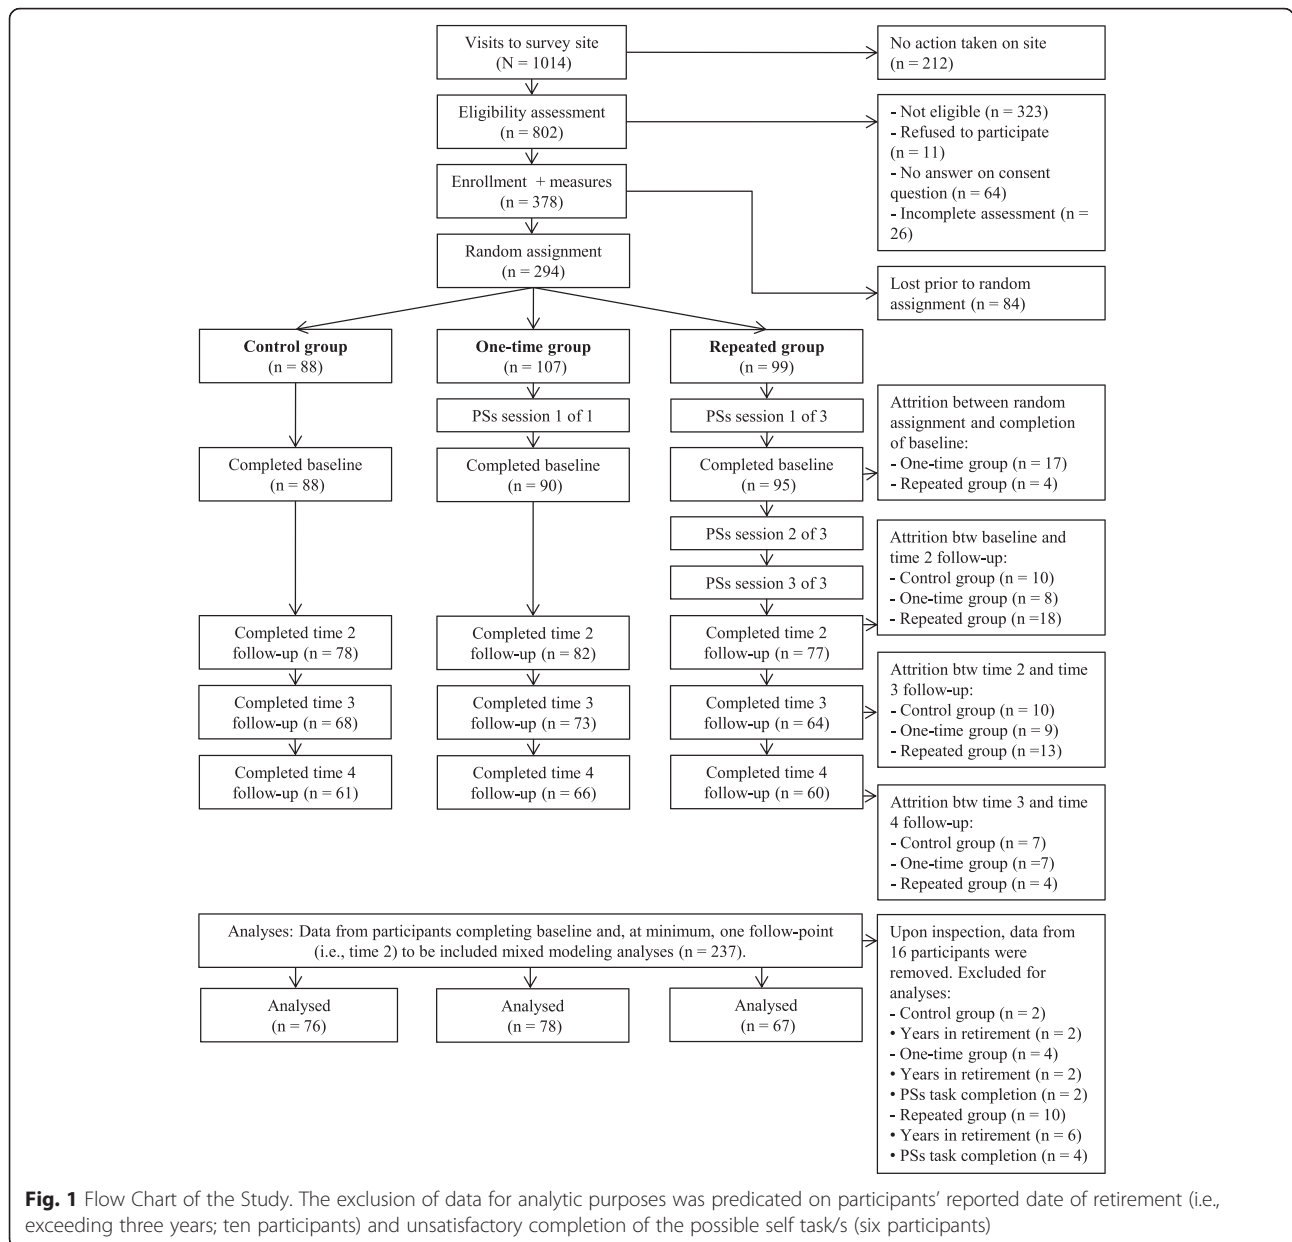 Visits to survey site
(N = 1014)
No action taken on site
(n = 212)
Eligibility assessment
(n = 802)
- Not eligible (n = 323)
- Refused to participate
(n = 11)
- No answer on consent
question (n = 64)
- Incomplete assessment (n =
26)
Enrollment + measures
(n = 378)
Random assignment
(n = 294)
Lost prior to random
assignment (n = 84)
Control group
(n = 88)
One-time group
(n = 107)
Repeated group
(n = 99)
PSs session 1 of 1
PSs session 1 of 3
Attrition between random
assignment and completion
of baseline:
- One-time group (n = 17)
- Repeated group (n = 4)
Completed baseline
(n = 88)
Completed baseline
(n = 90)
Completed baseline
(n = 95)
PSs session 2 of 3
PSs session 3 of 3
Attrition btw baseline and
time 2 follow-up:
- Control group (n = 10)
- One-time group (n = 8)
- Repeated group (n =18)
Completed time 2
follow-up (n = 78)
Completed time 2
follow-up (n = 82)
Completed time 2
follow-up (n = 77)
Attrition btw time 2 and time
3 follow-up:
- Control group (n = 10)
- One-time group (n = 9)
- Repeated group (n =13)
Completed time 3
follow-up (n = 68)
Completed time 3
follow-up (n = 73)
Completed time 3
follow-up (n = 64)
Completed time 4
follow-up (n = 61)
Completed time 4
follow-up (n = 66)
Completed time 4
follow-up (n = 60)
Attrition btw time 3 and time
4 follow-up:
- Control group (n = 7)
- One-time group (n =7)
- Repeated group (n = 4)
Analyses: Data from participants completing baseline and, at minimum, one follow-point
(i.e., time 2) to be included mixed modeling analyses (n = 237).
Upon inspection, data from
16 participants were
removed. Excluded for
analyses:
- Control group (n = 2)
• Years in retirement (n = 2)
- One-time group (n = 4)
• Years in retirement (n = 2)
• PSs task completion (n = 2)
- Repeated group (n = 10)
• Years in retirement (n = 6)
• PSs task completion (n = 4)
Analysed
(n = 76)
Analysed
(n = 78)
Analysed
(n = 67)
Fig. 1 Flow Chart of the Study. The exclusion of data for analytic purposes was predicated on participants' reported date of retirement (i.e.,
exceeding three years; ten participants) and unsatisfactory completion of the possible self task/s (six participants)